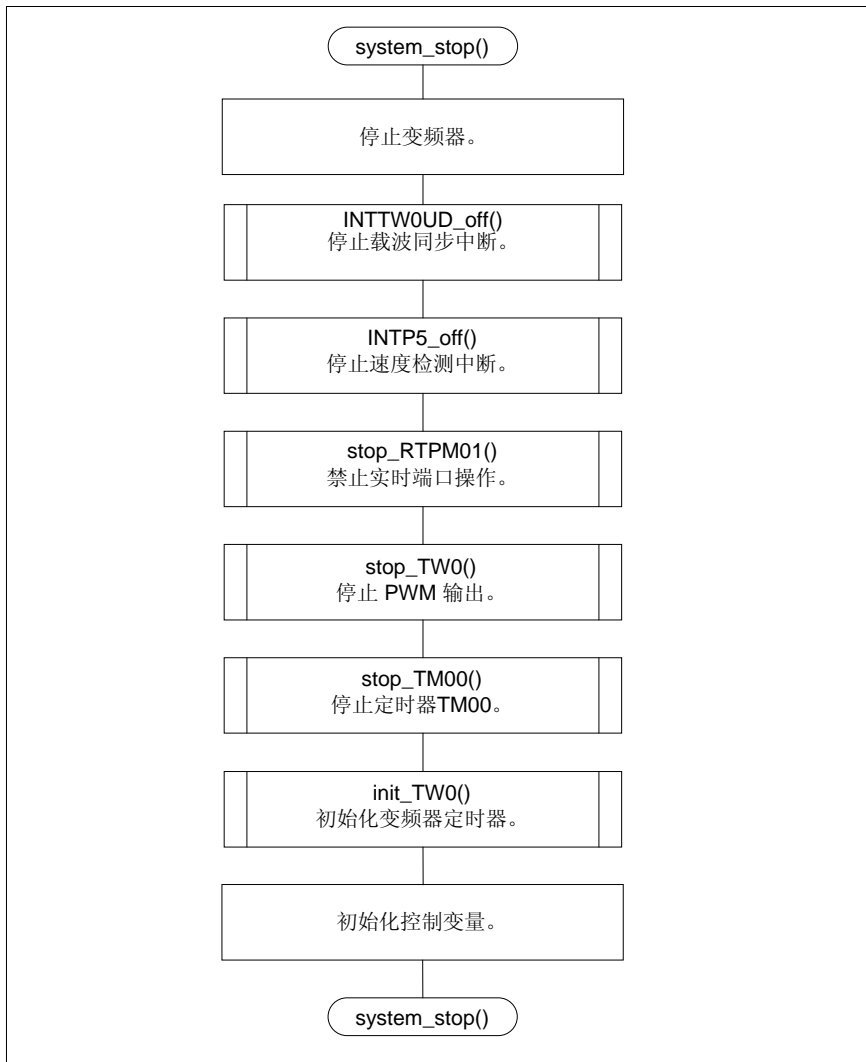 system_stop()
停止变频器。
INTTW0UD_off()
停止载波同步中断。
INTP5_off()
停止速度检测中断。
stop_RTPM01()
禁止实时端口操作。
stop_TW0()
停止 PWM 输出。
stop_TM00()
停止定时器TM00。
init_TW0()
初始化变频器定时器。
初始化控制变量。
system_stop()